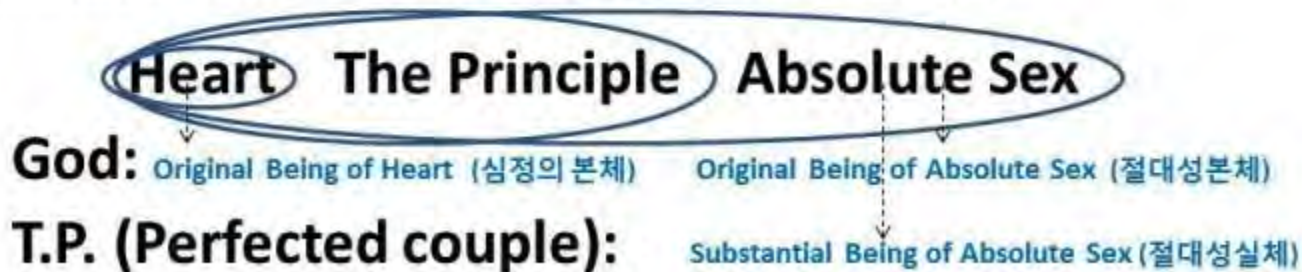 Heart The Principle Absolute Sex
God: Original Being of Heart (심정의 본체) Original Being of Absolute Sex (절대성본체)
T.P. (Perfected couple): Substantial Being of Absolute Sex (절대성실체)